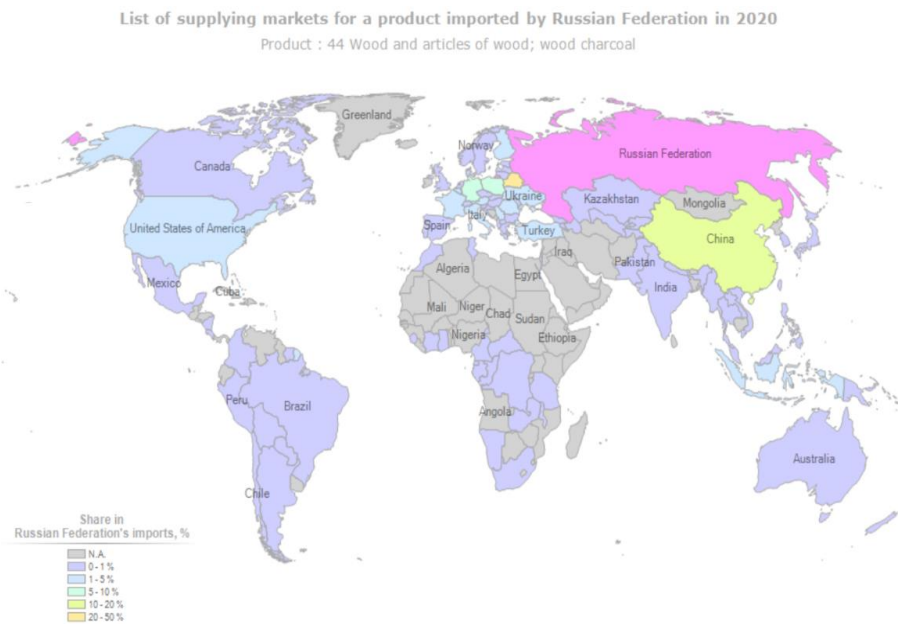 List of supplying markets for a product imported by Russian Federation in 2020
Product : 44 Wood and articles of wood; wood charcoal
Greenland
Norway
Russian Federation
Canada
Ukraine
Kazakhstan
Mongolia
United States of America
Italy
Spain
Turkey
China
Iraq
Algeria
Egypt
Pakistan
Mexico
Cuba
India
Mali
Niger
Chad
Sudan
Nigeria
Ethiopia
Peru
Brazil
Angola
Australia
Chile
Share in
Russian Federation's imports, %
N.A.
0 - 1 %
1 - 5 %
5 - 10 %
10 - 20 %
20 - 50 %